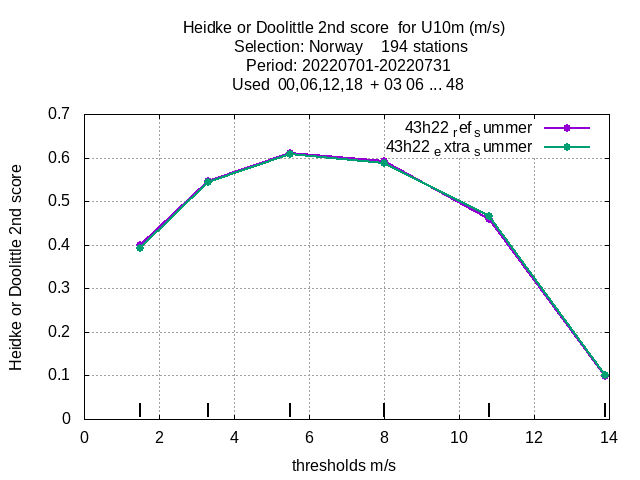 Heidke or Doolittle 2nd score  for U10m (m/s)
Selection: Norway    194 stations
Period: 20220701-20220731
Used  00,06,12,18  + 03 06 ... 48
0.7
0.6
0.5
0.4
0.3
0.2
0.1
0
Heidke or Doolittle 2nd score
43h22 ref summer
43h22 extra summer
0 2 4 6 8 10 12 14
thresholds m/s